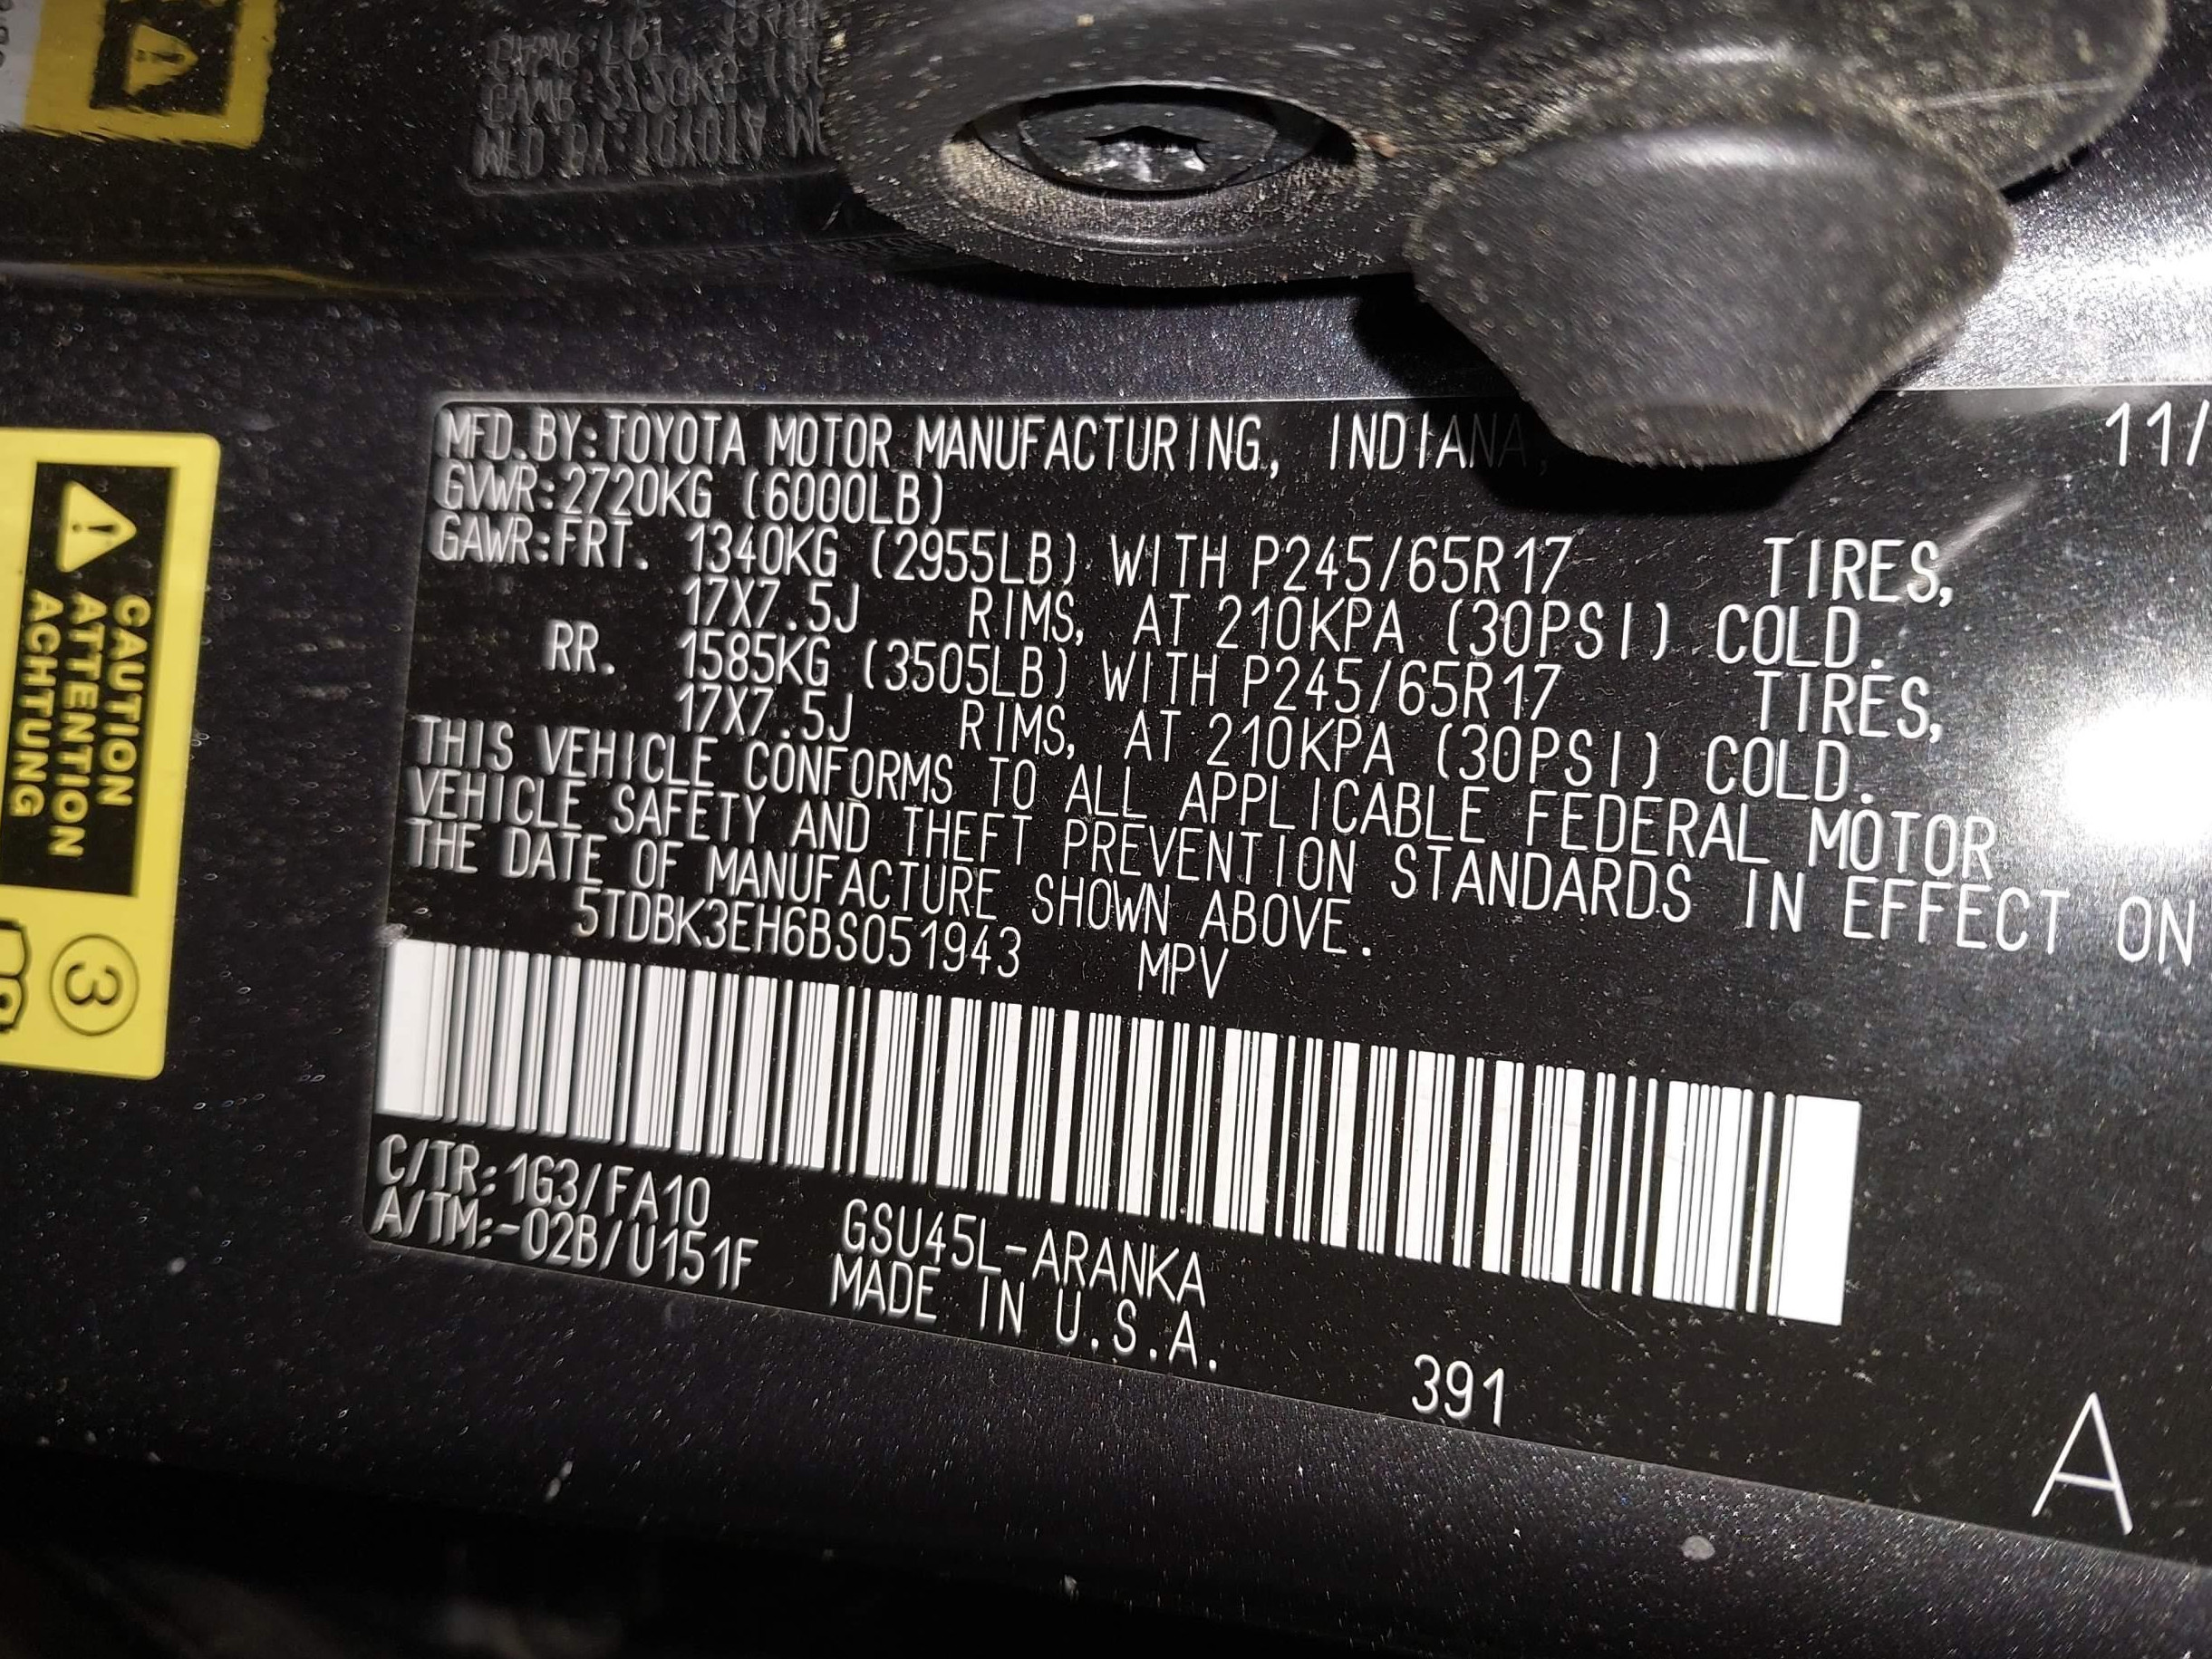 MFD.BY:TOYOTA MOTOR MANUFACTURING, INDIANA, 11/
GVWR:2720KG (6000LB)
GAWR:FRT. 1340KG (2955LB) WITH P245/65R17 TIRES,
17X7.5J RIMS, AT 210KPA (30PSI) COLD.
RR. 1585KG (3505LB) WITH P245/65R17 TIRES,
17X7.5J RIMS, AT 210KPA (30PSI) COLD.
THIS VEHICLE CONFORMS TO ALL APPLICABLE FEDERAL MOTOR
VEHICLE SAFETY AND THEFT PREVENTION STANDARDS IN EFFECT ON
THE DATE OF MANUFACTURE SHOWN ABOVE.
5TDBK3EH6BS051943 MPV
C/TR:1G3/FA10 GSU45L-ARANKA
A/TM:-02B/U151F MADE IN U.S.A.
391
A
CAUTION
ATTENTION
ACHTUNG
3